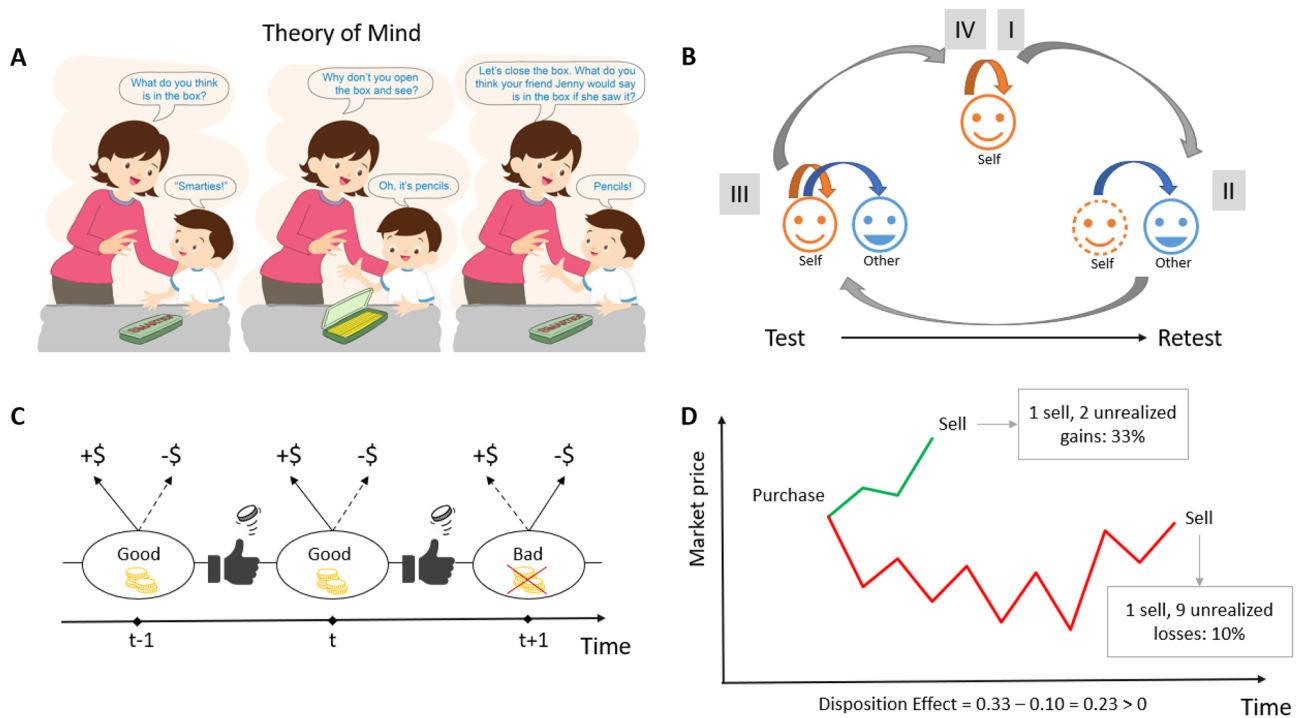 Theory of Mind
A
What do you think
is in the box?
"Smarties!"
Why don't you open
the box and see?
Oh, it's pencils.
Let's close the box. What do you
think your friend Jenny would say
is in the box if she saw it?
Pencils!
SMARTIES
SMARTIES
B
IV
I
Self
III
Self
Other
II
Self
Other
Test
Retest
C
+$
-$
+$
-$
+$
-$
Good
Good
Bad
t-1
t
t+1
Time
D
Market price
Purchase
Sell
1 sell, 2 unrealized
gains: 33%
Sell
1 sell, 9 unrealized
losses: 10%
Disposition Effect = 0.33 – 0.10 = 0.23 > 0
Time